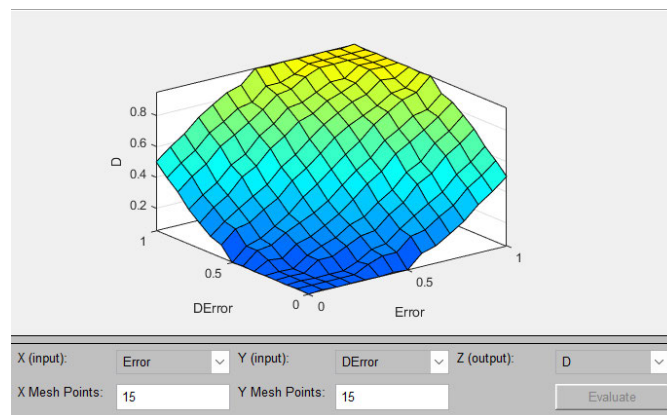 0.8
0.6
0.4
0.2
D
1
0.5
0
DError
0
0.5
1
Error
X (input):
Error
Y (input):
DError
Z (output):
D
X Mesh Points:
15
Y Mesh Points:
15
Evaluate